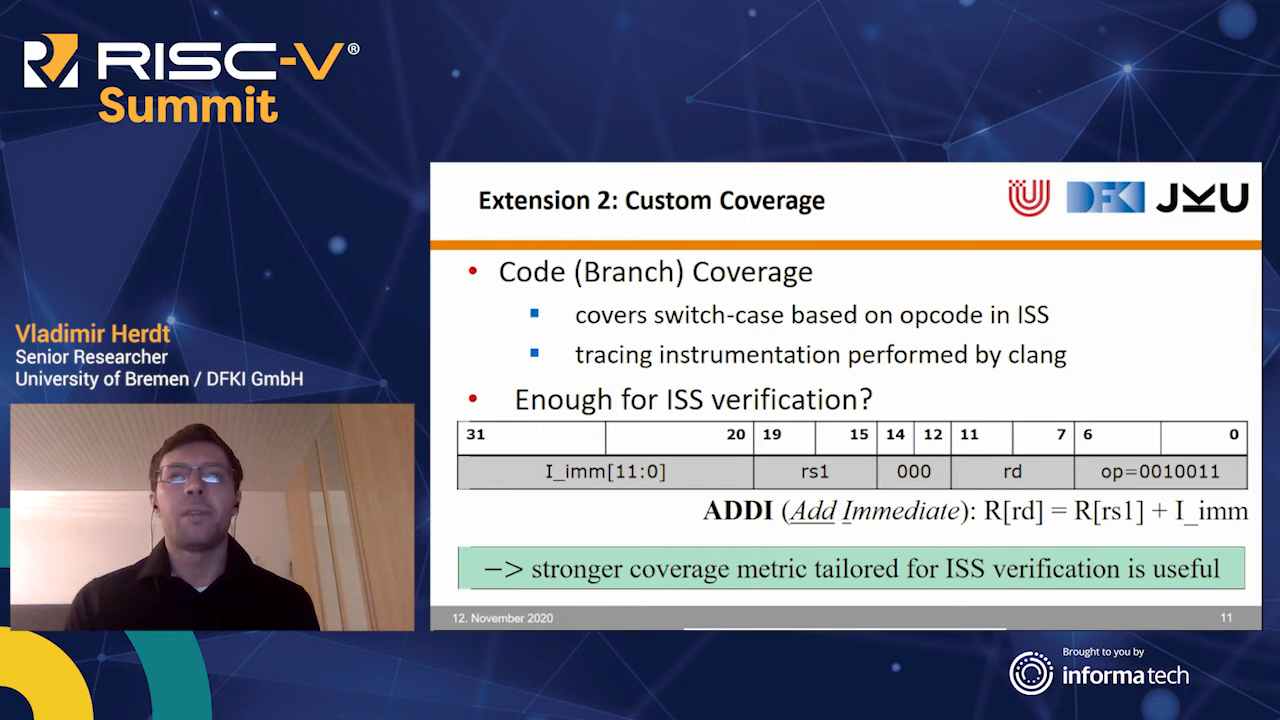 RISC-V®
Summit
Extension 2: Custom Coverage
U DFKI JKU
• Code (Branch) Coverage
▪ covers switch-case based on opcode in ISS
▪ tracing instrumentation performed by clang
• Enough for ISS verification?
31 20 19 15 14 12 11 7 6 0
I_imm[11:0] rs1 000 rd op=0010011
ADDI (Add Immediate): R[rd] = R[rs1] + I_imm
—> stronger coverage metric tailored for ISS verification is useful
12. November 2020 11
Vladimir Herdt
Senior Researcher
University of Bremen / DFKI GmbH
Brought to you by
informa tech